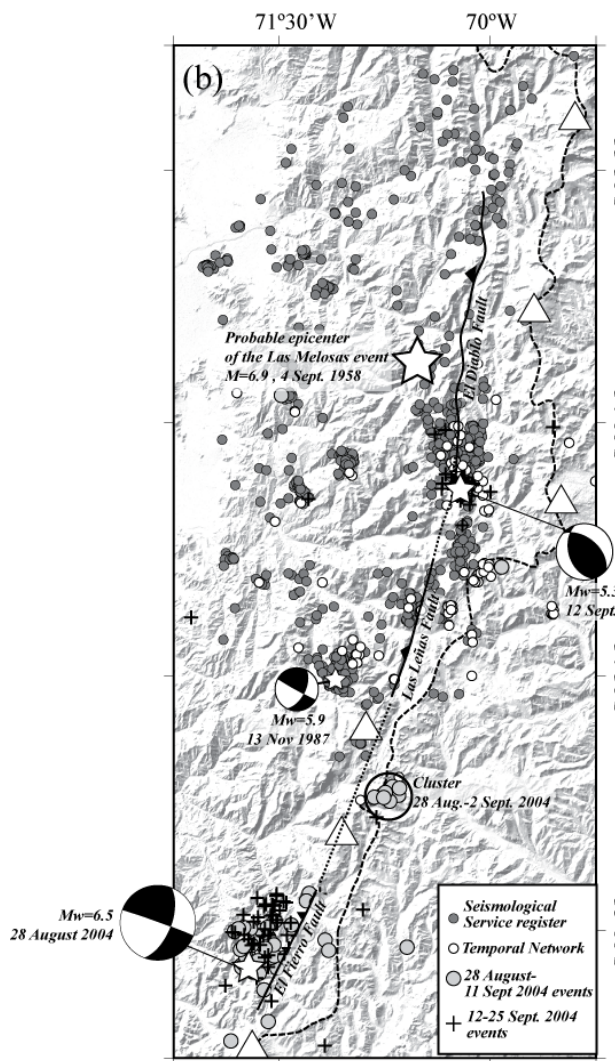 71°30'W 70°W
(b)
Probable epicenter
of the Las Melosas event
M=6.9 , 4 Sept. 1958
El Diablo Fault
Mw=5.
12 Sept
Las Leñas Fault
Mw=5.9
13 Nov 1987
Cluster
28 Aug.-2 Sept. 2004
Mw=6.5
28 August 2004
El Fierro Fault
Seismological
Service register
Temporal Network
28 August-
11 Sept 2004 events
12-25 Sept. 2004
events